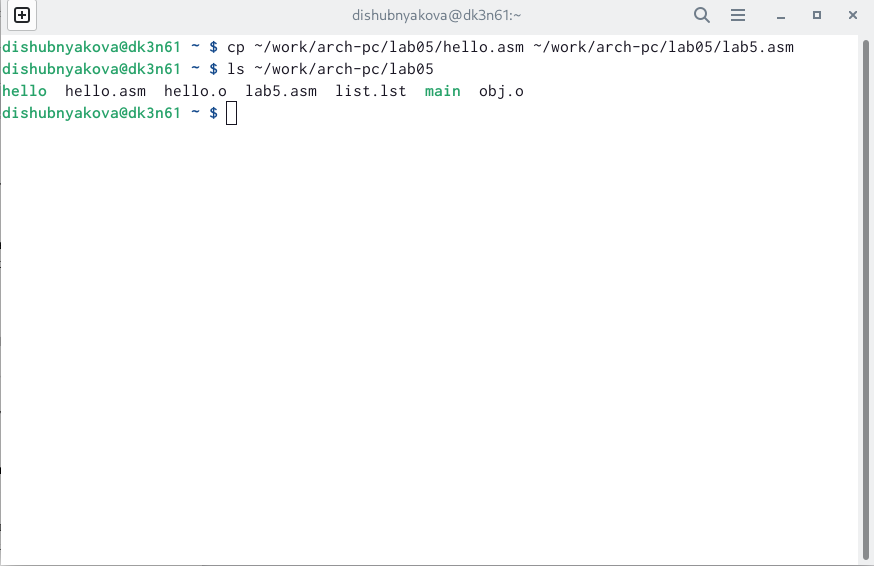 dishubnyakova@dk3n61:~
dishubnyakova@dk3n61 ~ $ cp ~/work/arch-pc/lab05/hello.asm ~/work/arch-pc/lab05/lab5.asm
dishubnyakova@dk3n61 ~ $ ls ~/work/arch-pc/lab05
hello  hello.asm  hello.o  lab5.asm  list.lst  main  obj.o
dishubnyakova@dk3n61 ~ $